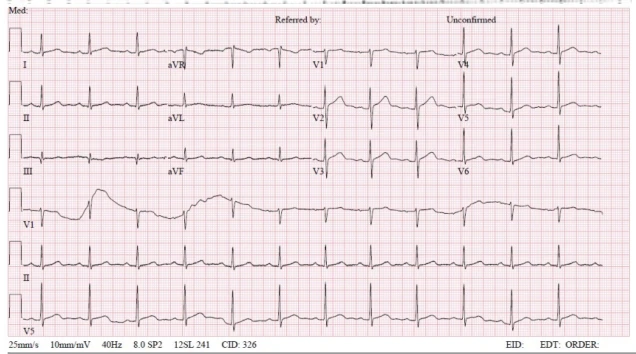 Med:
Referred by: Unconfirmed
I aVR V1 V4
II aVL V2 V5
III aVF V3 V6
V1
II
V5
25mm/s 10mm/mV 40Hz 8.0 SP2 12SL 241 CID: 326 EID: EDT: ORDER: